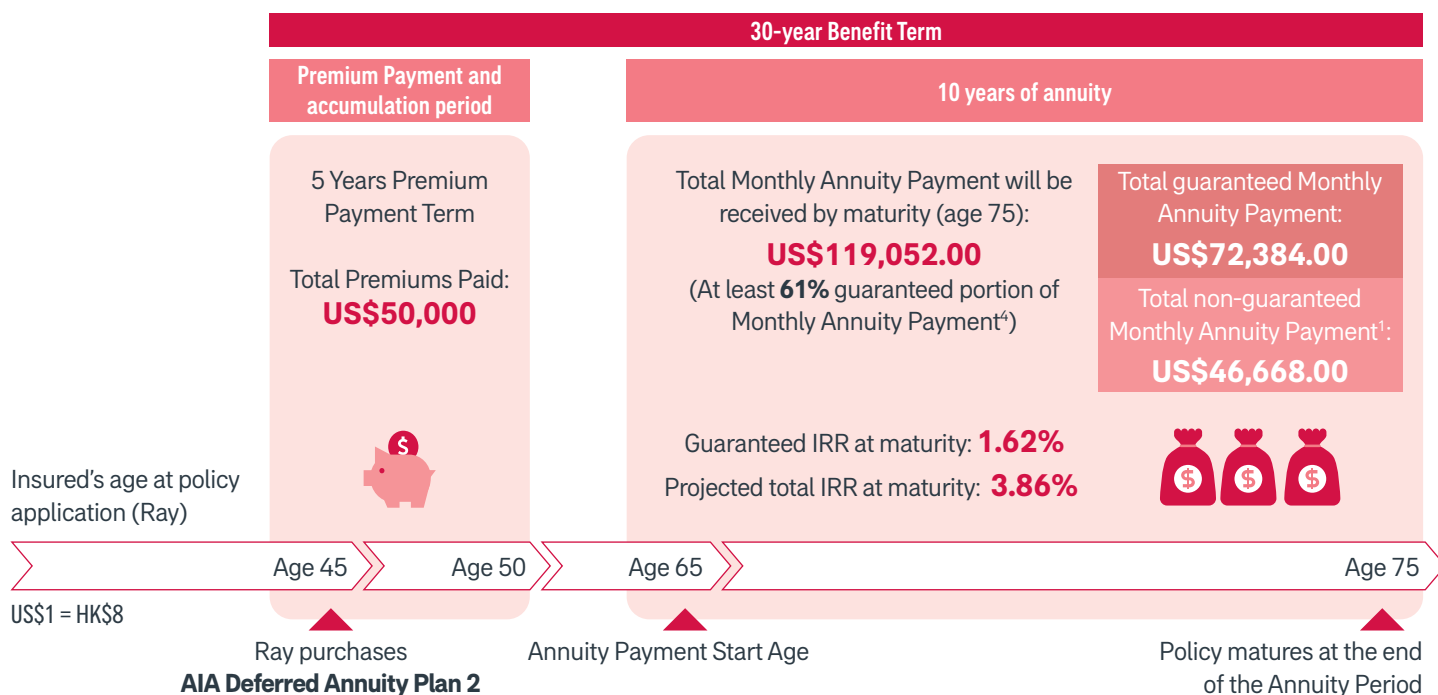 30-year Benefit Term
Premium Payment and
accumulation period
10 years of annuity
5 Years Premium
Payment Term
Total Premiums Paid:
US$50,000
Total Monthly Annuity Payment will be
received by maturity (age 75):
US$119,052.00
(At least 61% guaranteed portion of
Monthly Annuity Payment⁴)
Total guaranteed Monthly
Annuity Payment:
US$72,384.00
Total non-guaranteed
Monthly Annuity Payment¹:
US$46,668.00
Guaranteed IRR at maturity: 1.62%
Projected total IRR at maturity: 3.86%
$
$ $ $
Insured's age at policy
application (Ray)
Age 45
Age 50
Age 65
Age 75
US$1 = HK$8
Ray purchases
AIA Deferred Annuity Plan 2
Annuity Payment Start Age
Policy matures at the end
of the Annuity Period